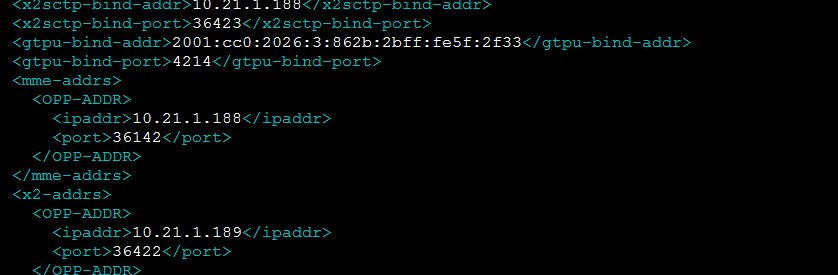 <x2sctp-bind-addr>10.21.1.188</x2sctp-bind-addr>
<x2sctp-bind-port>36423</x2sctp-bind-port>
<gtpu-bind-addr>2001:cc0:2026:3:862b:2bff:fe5f:2f33</gtpu-bind-addr>
<gtpu-bind-port>4214</gtpu-bind-port>
<mme-addrs>
  <OPP-ADDR>
    <ipaddr>10.21.1.188</ipaddr>
    <port>36142</port>
  </OPP-ADDR>
</mme-addrs>
<x2-addrs>
  <OPP-ADDR>
    <ipaddr>10.21.1.189</ipaddr>
    <port>36422</port>
  </OPP-ADDR>